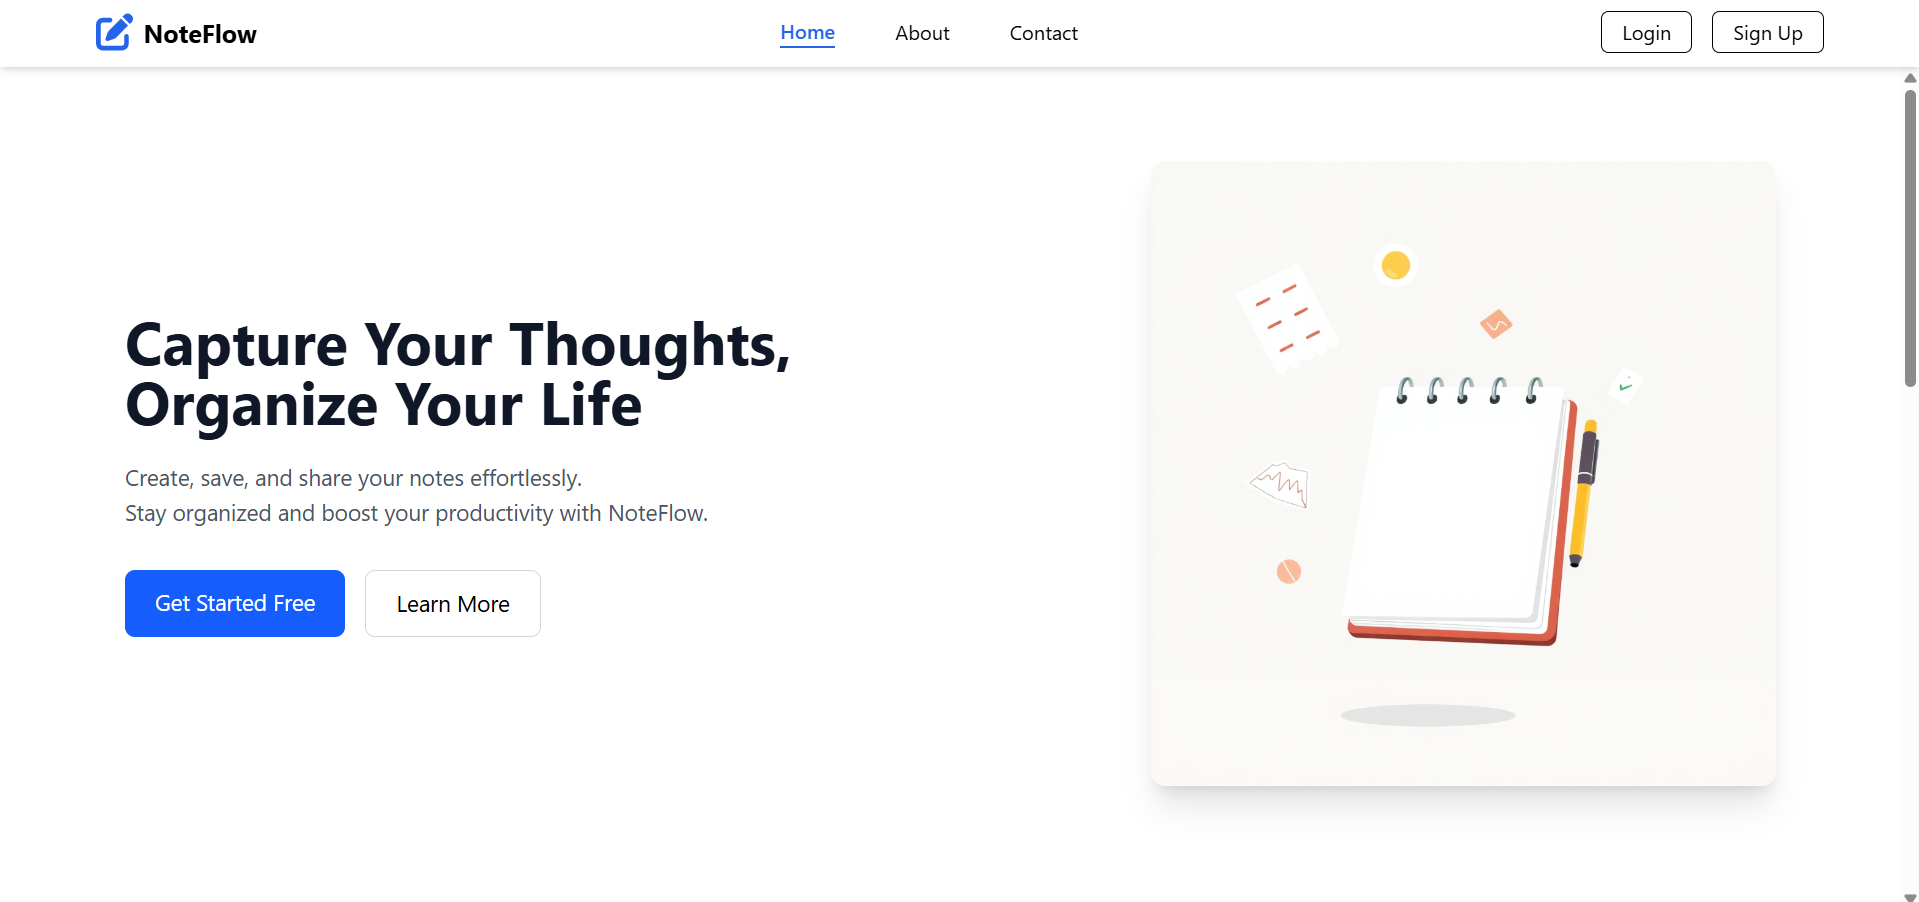 NoteFlow
Home
About
Contact
Login
Sign Up
Capture Your Thoughts,
Organize Your Life
Create, save, and share your notes effortlessly.
Stay organized and boost your productivity with NoteFlow.
Get Started Free
Learn More